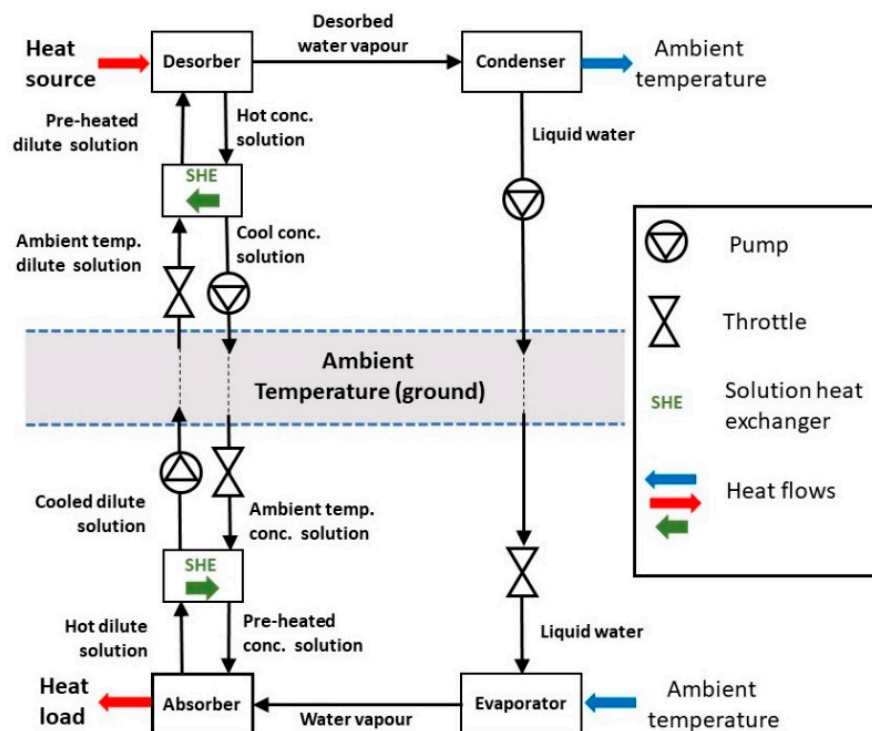 Heat
source
Desorber
Desorbed
water vapour
Condenser
Ambient
temperature
Pre-heated
dilute solution
Hot conc.
solution
Liquid water
SHE
Ambient temp.
dilute solution
Cool conc.
solution
Ambient
Temperature (ground)
Cooled dilute
solution
Ambient temp.
conc. solution
SHE
Hot dilute
solution
Pre-heated
conc. solution
Liquid water
Heat
load
Absorber
Water vapour
Evaporator
Ambient
temperature
Pump
Throttle
SHE
Solution heat
exchanger
Heat flows